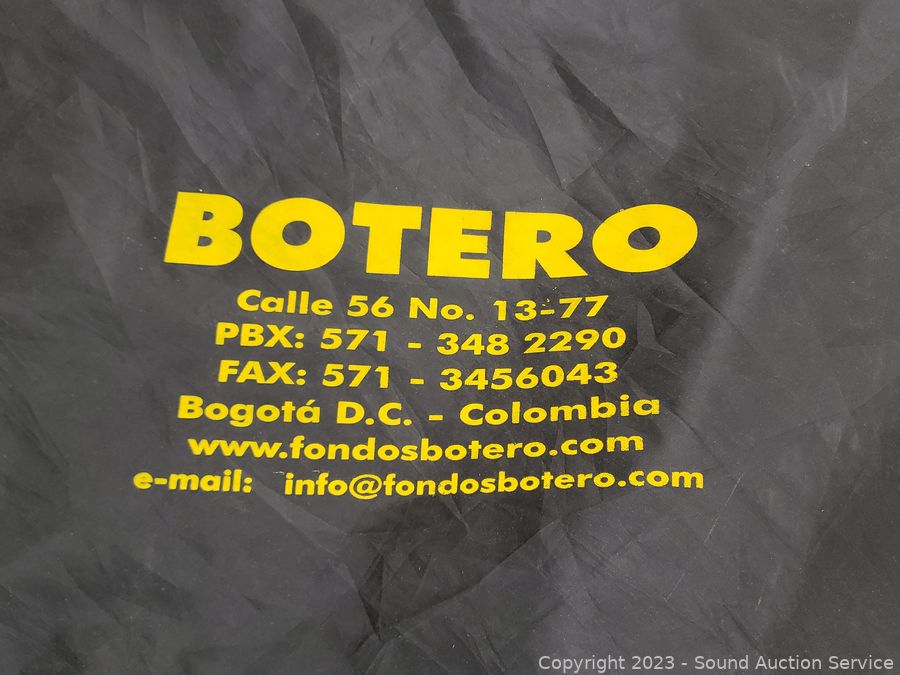 BOTERO
Calle 56 No. 13-77
PBX: 571 - 348 2290
FAX: 571 - 3456043
Bogotá D.C. - Colombia
www.fondosbotero.com
e-mail: info@fondosbotero.com
Copyright 2023 - Sound Auction Service